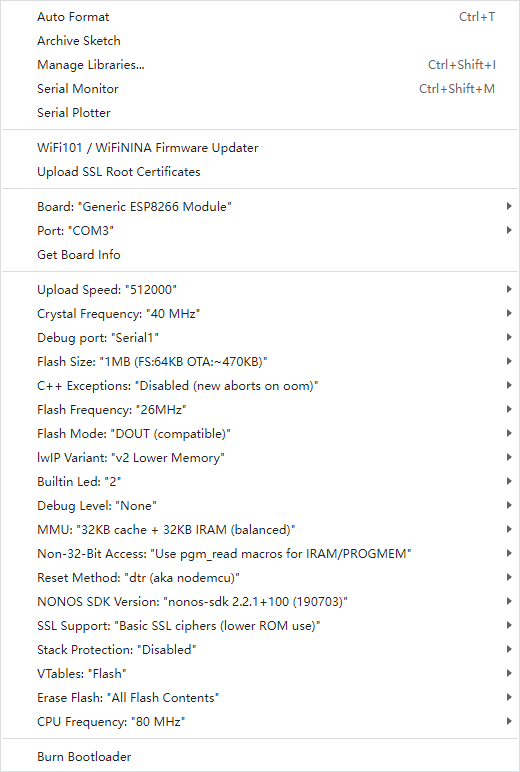 Auto Format Ctrl+T
Archive Sketch
Manage Libraries... Ctrl+Shift+I
Serial Monitor Ctrl+Shift+M
Serial Plotter
WiFi101 / WiFiNINA Firmware Updater
Upload SSL Root Certificates
Board: "Generic ESP8266 Module"
Port: "COM3"
Get Board Info
Upload Speed: "512000"
Crystal Frequency: "40 MHz"
Debug port: "Serial1"
Flash Size: "1MB (FS:64KB OTA:~470KB)"
C++ Exceptions: "Disabled (new aborts on oom)"
Flash Frequency: "26MHz"
Flash Mode: "DOUT (compatible)"
lwIP Variant: "v2 Lower Memory"
Builtin Led: "2"
Debug Level: "None"
MMU: "32KB cache + 32KB IRAM (balanced)"
Non-32-Bit Access: "Use pgm_read macros for IRAM/PROGMEM"
Reset Method: "dtr (aka nodemcu)"
NONOS SDK Version: "nonos-sdk 2.2.1+100 (190703)"
SSL Support: "Basic SSL ciphers (lower ROM use)"
Stack Protection: "Disabled"
VTables: "Flash"
Erase Flash: "All Flash Contents"
CPU Frequency: "80 MHz"
Burn Bootloader